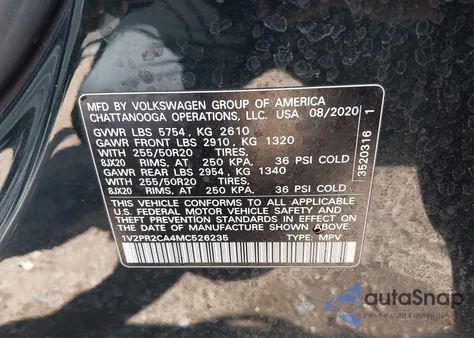 MFD BY VOLKSWAGEN GROUP OF AMERICA
CHATTANOOGA OPERATIONS, LLC. USA 08/2020
GVWR LBS 5754, KG 2610
GAWR FRONT LBS 2910, KG 1320
WITH 255/50R20 TIRES,
8JX20 RIMS, AT 250 KPA, 36 PSI COLD
GAWR REAR LBS 2954, KG 1340
WITH 255/50R20 TIRES,
8JX20 RIMS, AT 250 KPA, 36 PSI COLD
THIS VEHICLE CONFORMS TO ALL APPLICABLE
U.S. FEDERAL MOTOR VEHICLE SAFETY, BUMPER,
AND THEFT PREVENTION STANDARDS IN EFFECT ON
THE DATE OF MANUFACTURE SHOWN ABOVE.
1V2PR2CA4MC526235 TYPE: MPV
3520316 1
autoSnap